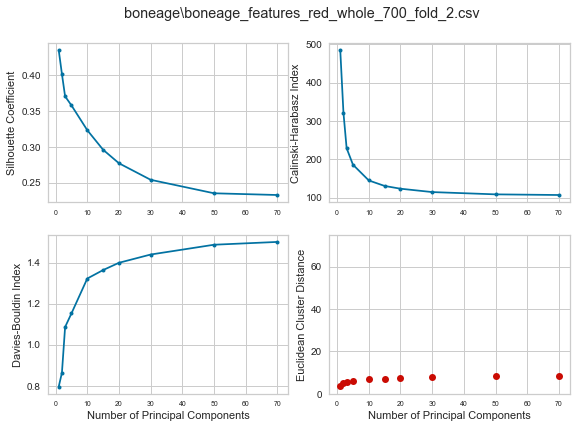 boneage\boneage_features_red_whole_700_fold_2.csv
Silhouette Coefficient
0.40
0.35
0.30
0.25
0 10 20 30 40 50 60 70
Calinski-Harabasz Index
500
400
300
200
100
0 10 20 30 40 50 60 70
Davies-Bouldin Index
1.4
1.2
1.0
0.8
0 10 20 30 40 50 60 70
Number of Principal Components
Euclidean Cluster Distance
60
40
20
0
0 10 20 30 40 50 60 70
Number of Principal Components